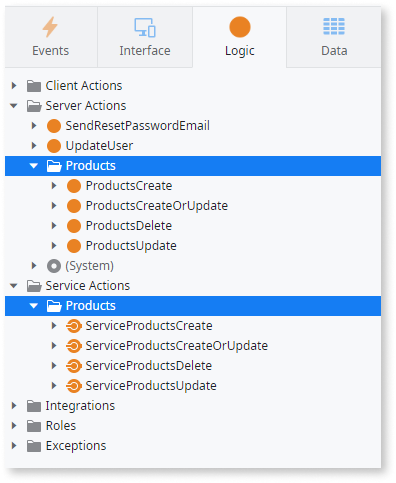 Events Interface Logic Data
Client Actions
Server Actions
SendResetPasswordEmail
UpdateUser
Products
ProductsCreate
ProductsCreateOrUpdate
ProductsDelete
ProductsUpdate
(System)
Service Actions
Products
ServiceProductsCreate
ServiceProductsCreateOrUpdate
ServiceProductsDelete
ServiceProductsUpdate
Integrations
Roles
Exceptions